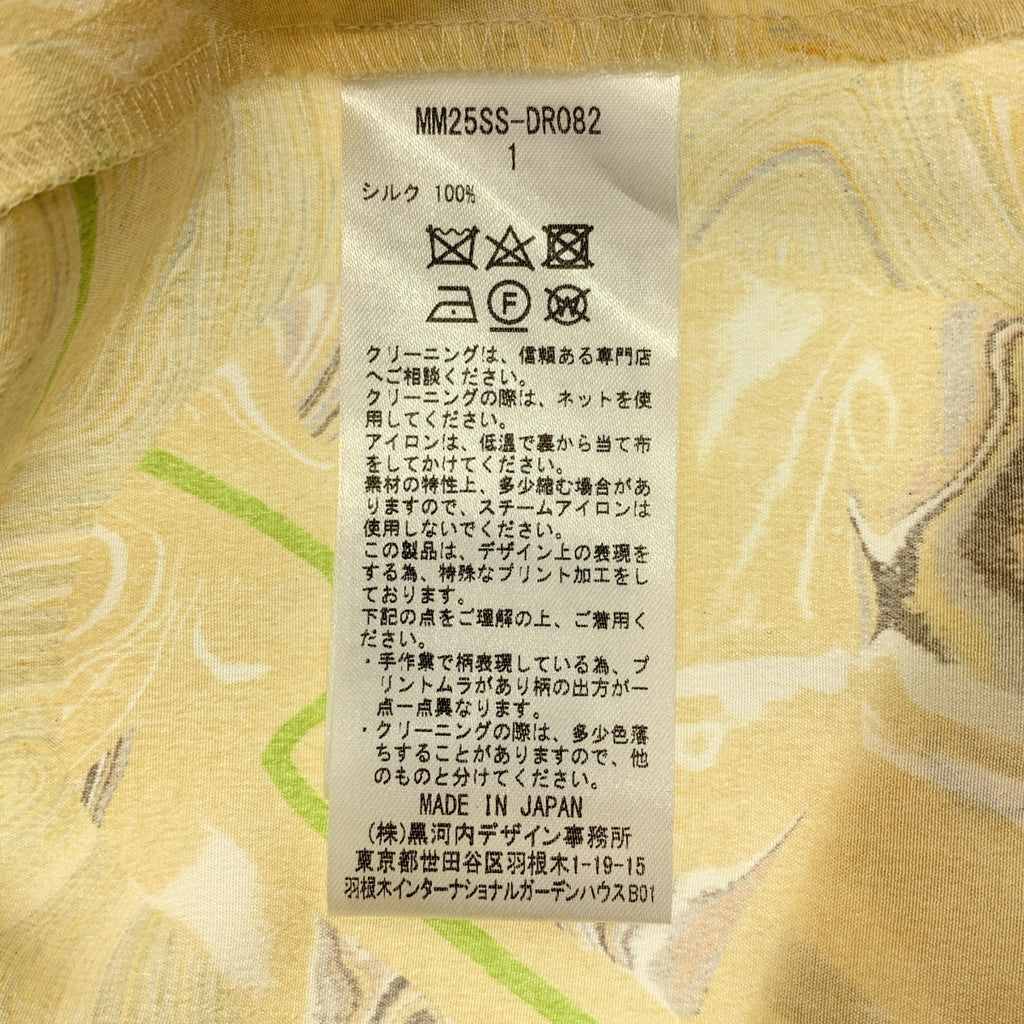 MM25SS-DR082
1
シルク 100%
F
W
クリーニングは、信頼ある専門店
へご相談ください。
クリーニングの際は、ネットを使
用してください。
アイロンは、低温で裏から当て布
をしてかけてください。
素材の特性上、多少縮む場合があ
りますので、スチームアイロンは
使用しないでください。
この製品は、デザイン上の表現を
する為、特殊なプリント加工をし
ております。
下記の点をご理解の上、ご着用く
ださい。
・手作業で柄表現している為、プ
リントムラがあり柄の出方が一
点一点異なります。
・クリーニングの際は、多少色落
ちすることがありますので、他
のものと分けてください。
MADE IN JAPAN
(株)黒河内デザイン事務所
東京都世田谷区羽根木1-19-15
羽根木インターナショナルガーデンハウスB01